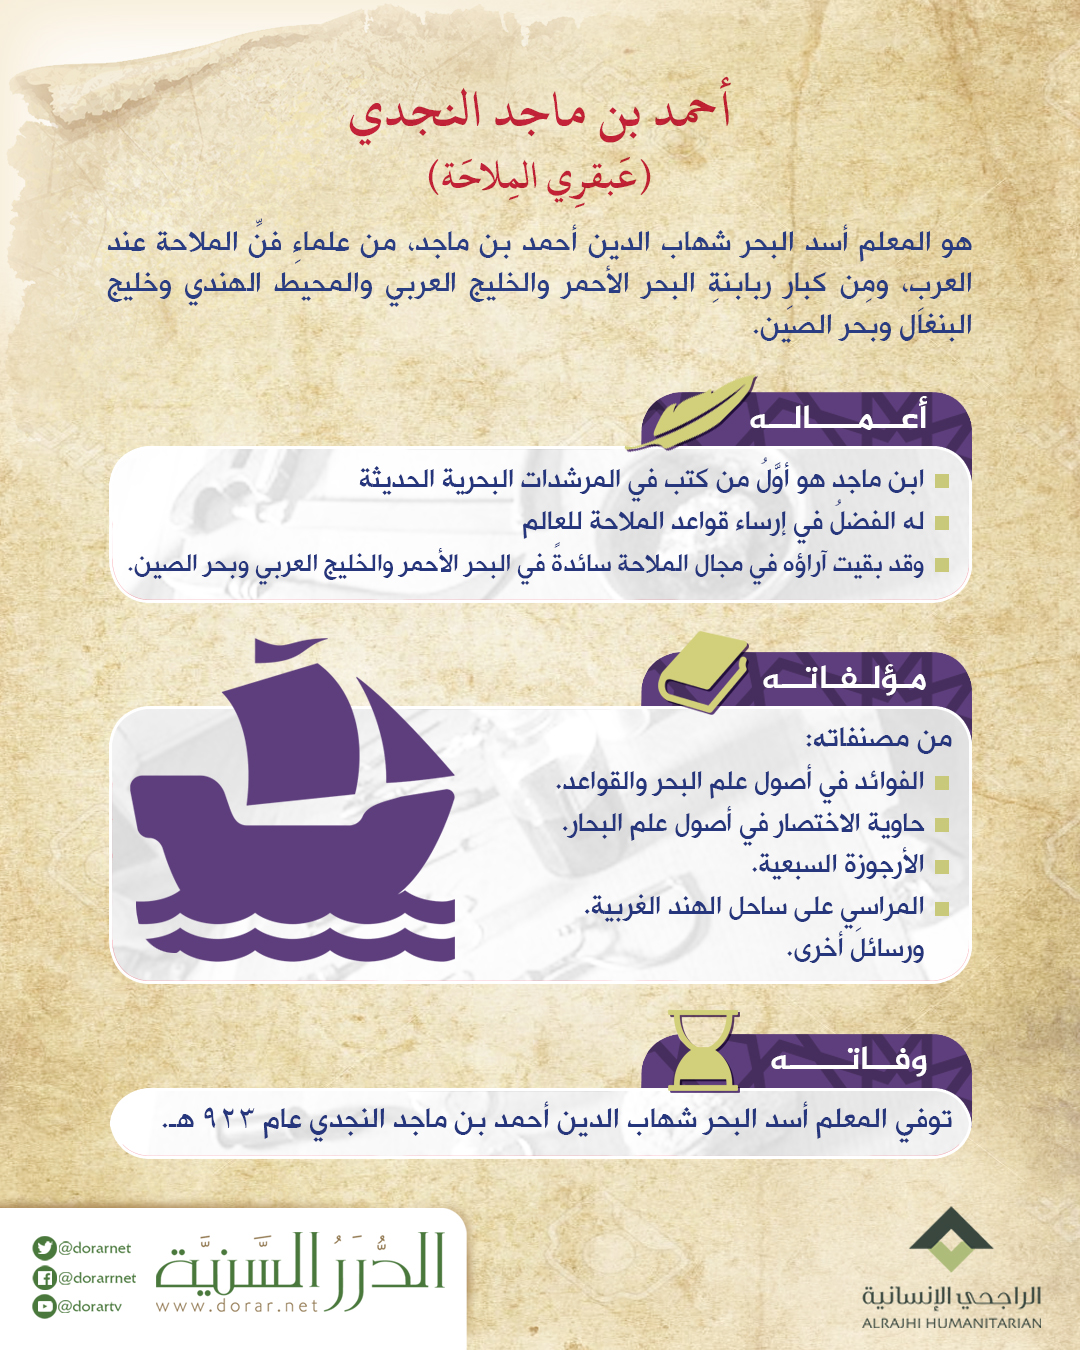 أحمد بن ماجد النجدي
(عَبقرِي المِلاحَة)
هو المعلم أسد البحر شهاب الدين أحمد بن ماجد، من علماءِ فنِّ الملاحة عند
العرب، ومِن كبارِ ربابنةِ البحر الأحمر والخليج العربي والمحيط الهندي وخليج
البنغال وبحر الصين.
أعـــمـــــالـــه
ابن ماجد هو أوَّلُ من كتب في المرشدات البحرية الحديثة
له الفضلُ في إرساء قواعد الملاحة للعالم
وقد بقيت آراؤه في مجال الملاحة سائدةً في البحر الأحمر والخليج العربي وبحر الصين.
مـؤلــفــاتـــه
من مصنفاته:
الفوائد في أصول علم البحر والقواعد.
حاوية الاختصار في أصول علم البحار.
الأرجوزة السبعية.
المراسِي على ساحل الهند الغربية.
ورسائلَ أخرى.
وفـــاتــــــــه
توفي المعلم أسد البحر شهاب الدين أحمد بن ماجد النجدي عام ٩٢٣ هـ.
@dorarnet
@dorarrnet
@dorartv
الدُّرَرُ السَّنِيَّة
www.dorar.net
الراجحي الإنسانية
ALRAJHI HUMANITARIAN